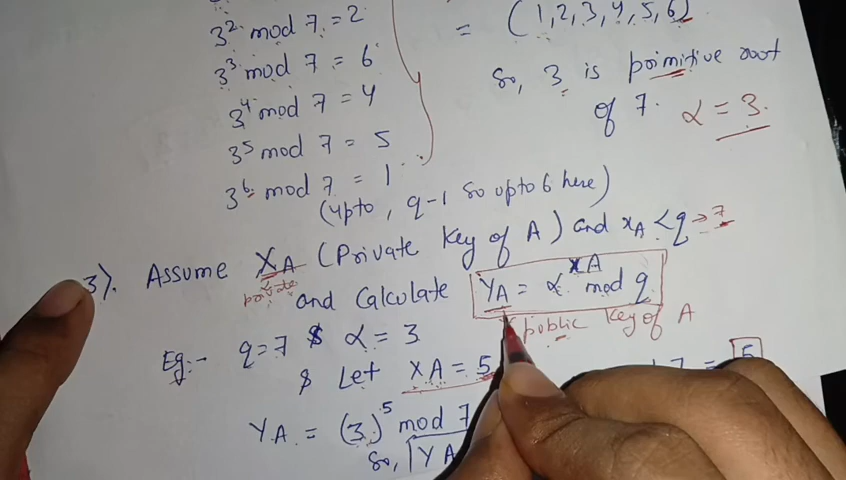 3² mod 7 = 2
3³ mod 7 = 6
3⁴ mod 7 = 4
3⁵ mod 7 = 5
3⁶ mod 7 = 1
(upto, q-1 so upto 6 here)
= (1,2,3,4,5,6)
So, 3 is primitive root
of 7. α = 3.
3). Assume XA (Private key of A) and XA < q → 7
private
and Calculate YA = α^XA mod q
public key of A
Eg:- q=7 & α = 3
& Let XA = 5
YA = (3)⁵ mod 7 = 5
So, YA